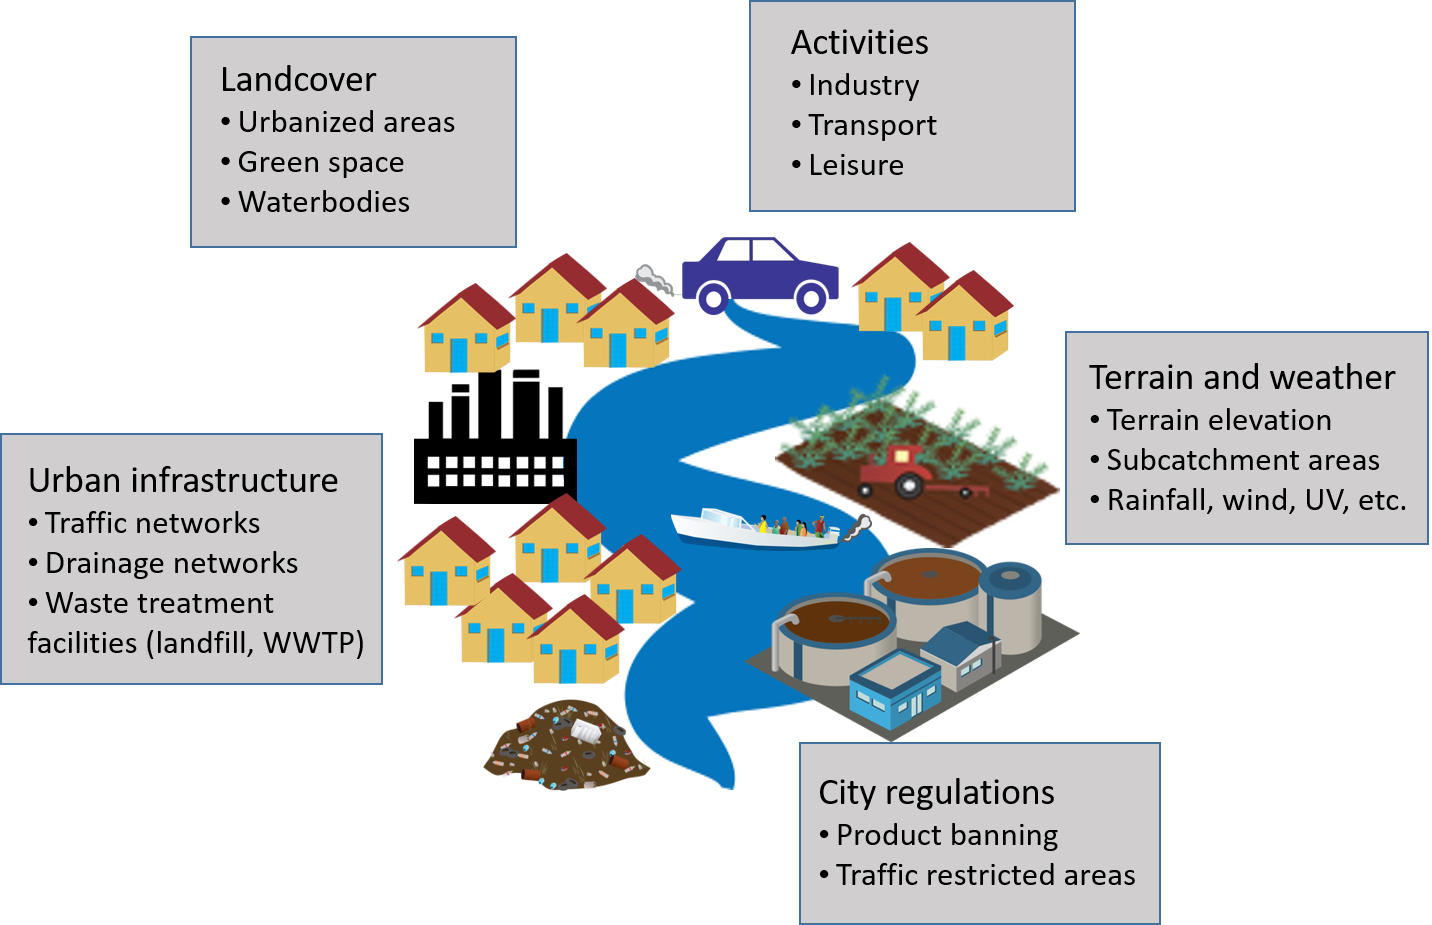 Landcover
• Urbanized areas
• Green space
• Waterbodies
Activities
• Industry
• Transport
• Leisure
Terrain and weather
• Terrain elevation
• Subcatchment areas
• Rainfall, wind, UV, etc.
Urban infrastructure
• Traffic networks
• Drainage networks
• Waste treatment
facilities (landfill, WWTP)
City regulations
• Product banning
• Traffic restricted areas